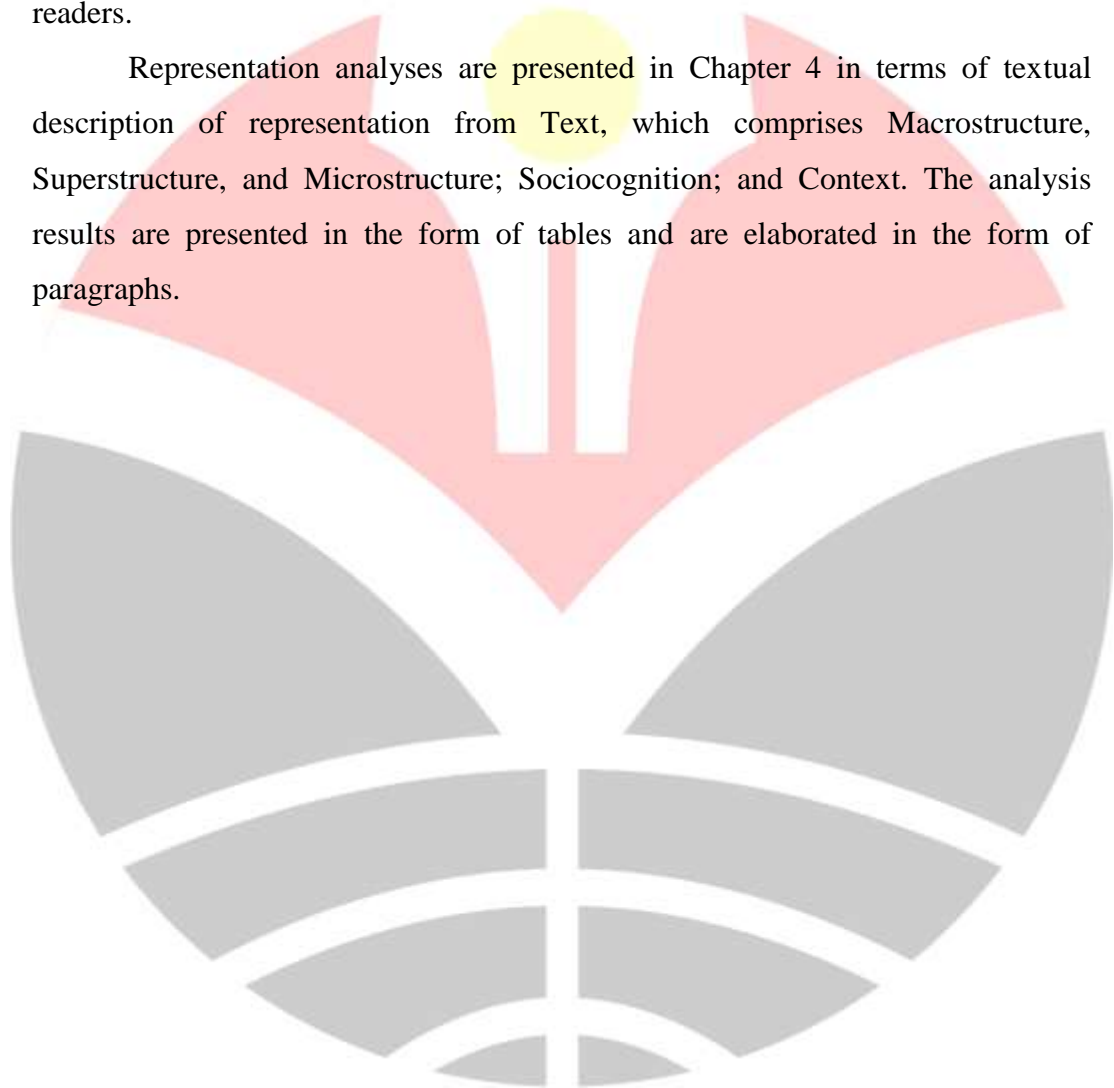 readers.
Representation analyses are presented in Chapter 4 in terms of textual
description of representation from Text, which comprises Macrostructure,
Superstructure, and Microstructure; Sociocognition; and Context. The analysis
results are presented in the form of tables and are elaborated in the form of
paragraphs.